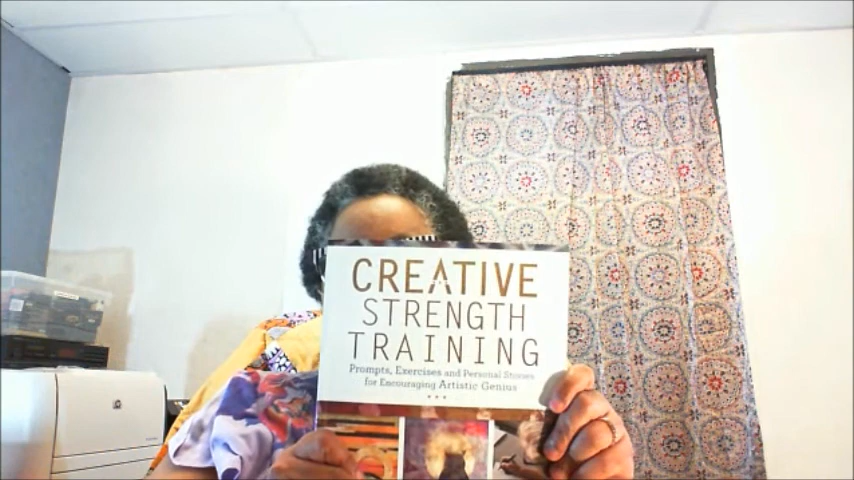 CREATIVE
STRENGTH
TRAINING
Prompts, Exercises and Personal Stories
for Encouraging Artistic Genius